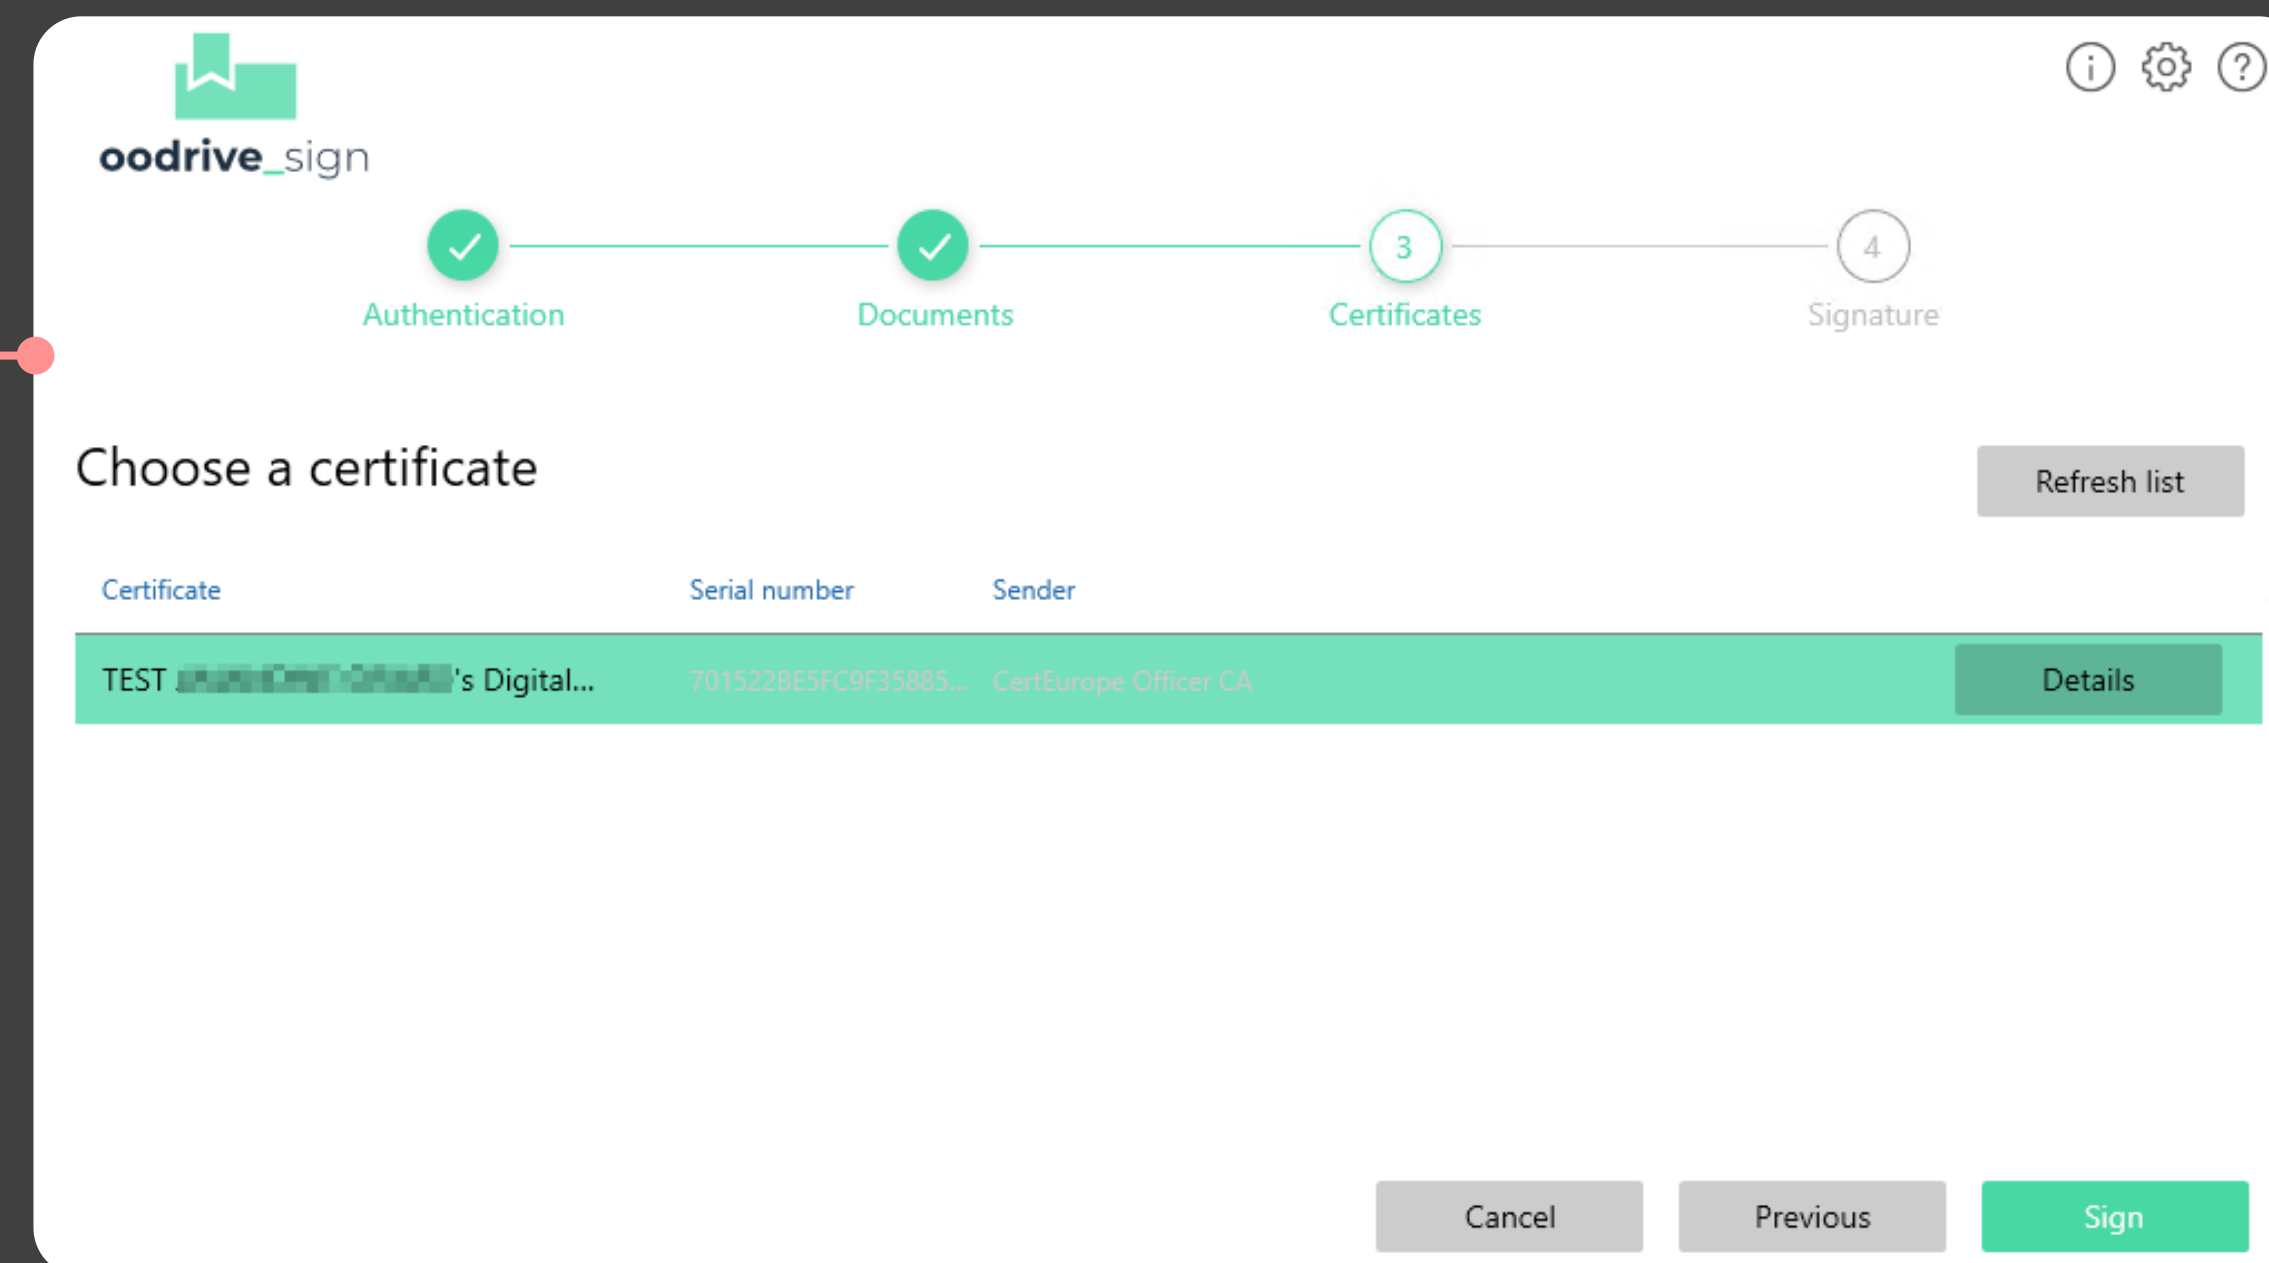 oodrive_sign
3
4
Authentication
Documents
Certificates
Signature
Choose a certificate
Refresh list
Certificate
Serial number
Sender
TEST 's Digital...
701522BE5FC9F35885...
CertEurope Officer CA
Details
Cancel
Previous
Sign